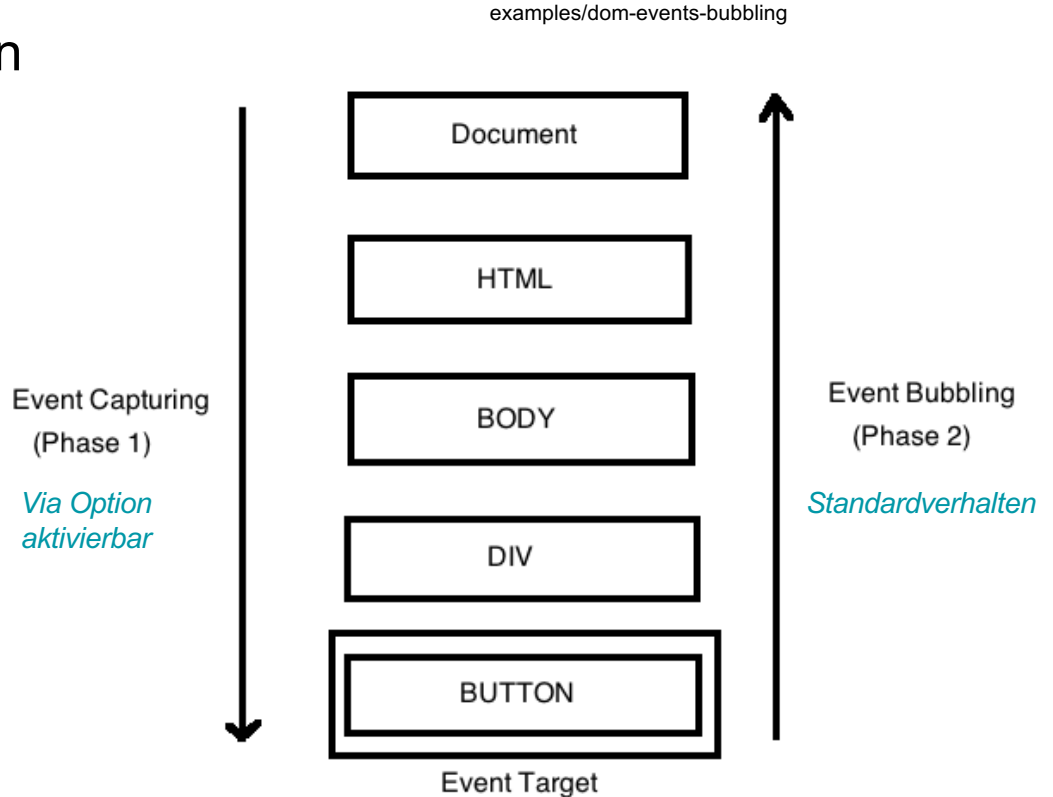 examples/dom-events-bubbling
n
Document
HTML
BODY
DIV
BUTTON
Event Target
Event Capturing
(Phase 1)
Via Option
aktivierbar
Event Bubbling
(Phase 2)
Standardverhalten